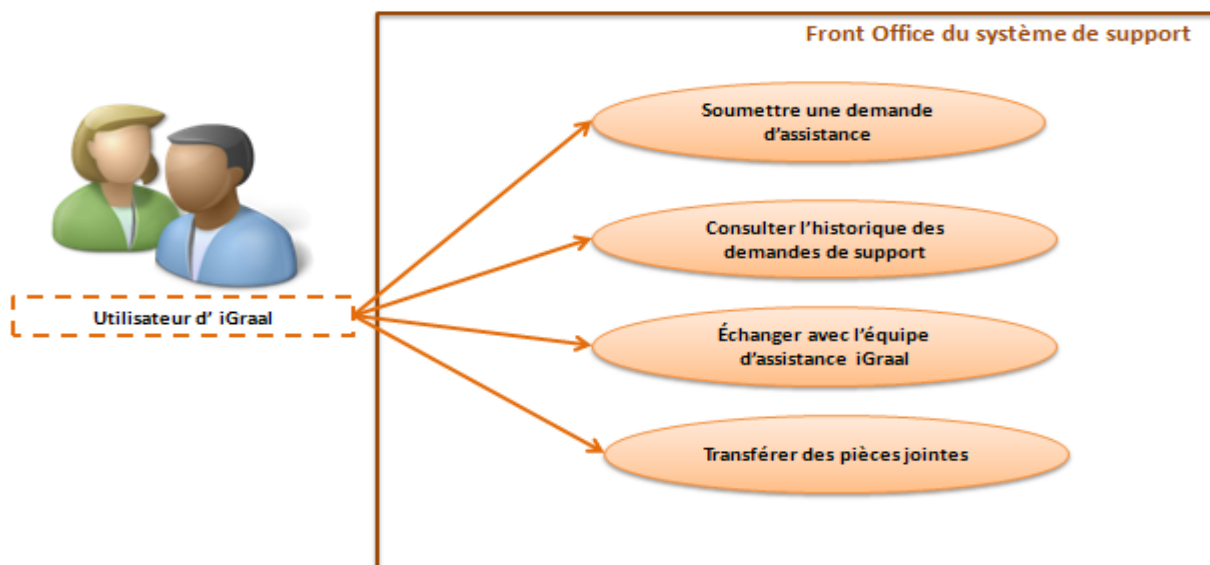 Front Office du système de support
Soumettre une demande
d'assistance
Consulter l'historique des
demandes de support
Utilisateur d' iGraal
Échanger avec l'équipe
d'assistance iGraal
Transférer des pièces jointes